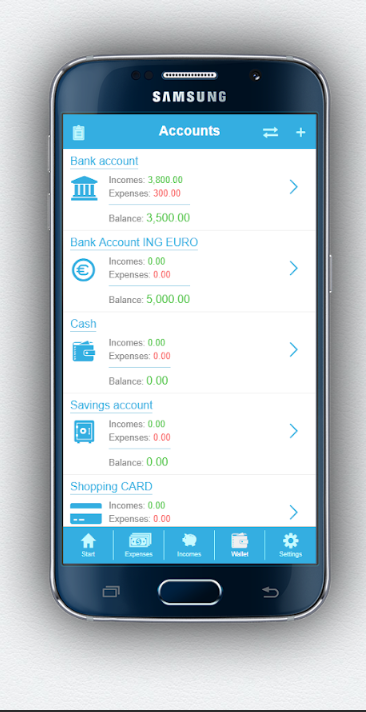 SAMSUNG
Accounts
Bank account
Incomes: 3,800.00
Expenses: 300.00
Balance: 3,500.00
Bank Account ING EURO
Incomes: 0.00
Expenses: 0.00
Balance: 5,000.00
Cash
Incomes: 0.00
Expenses: 0.00
Balance: 0.00
Savings account
Incomes: 0.00
Expenses: 0.00
Balance: 0.00
Shopping CARD
Incomes: 0.00
Expenses: 0.00
Start Expenses Incomes Wallet Settings